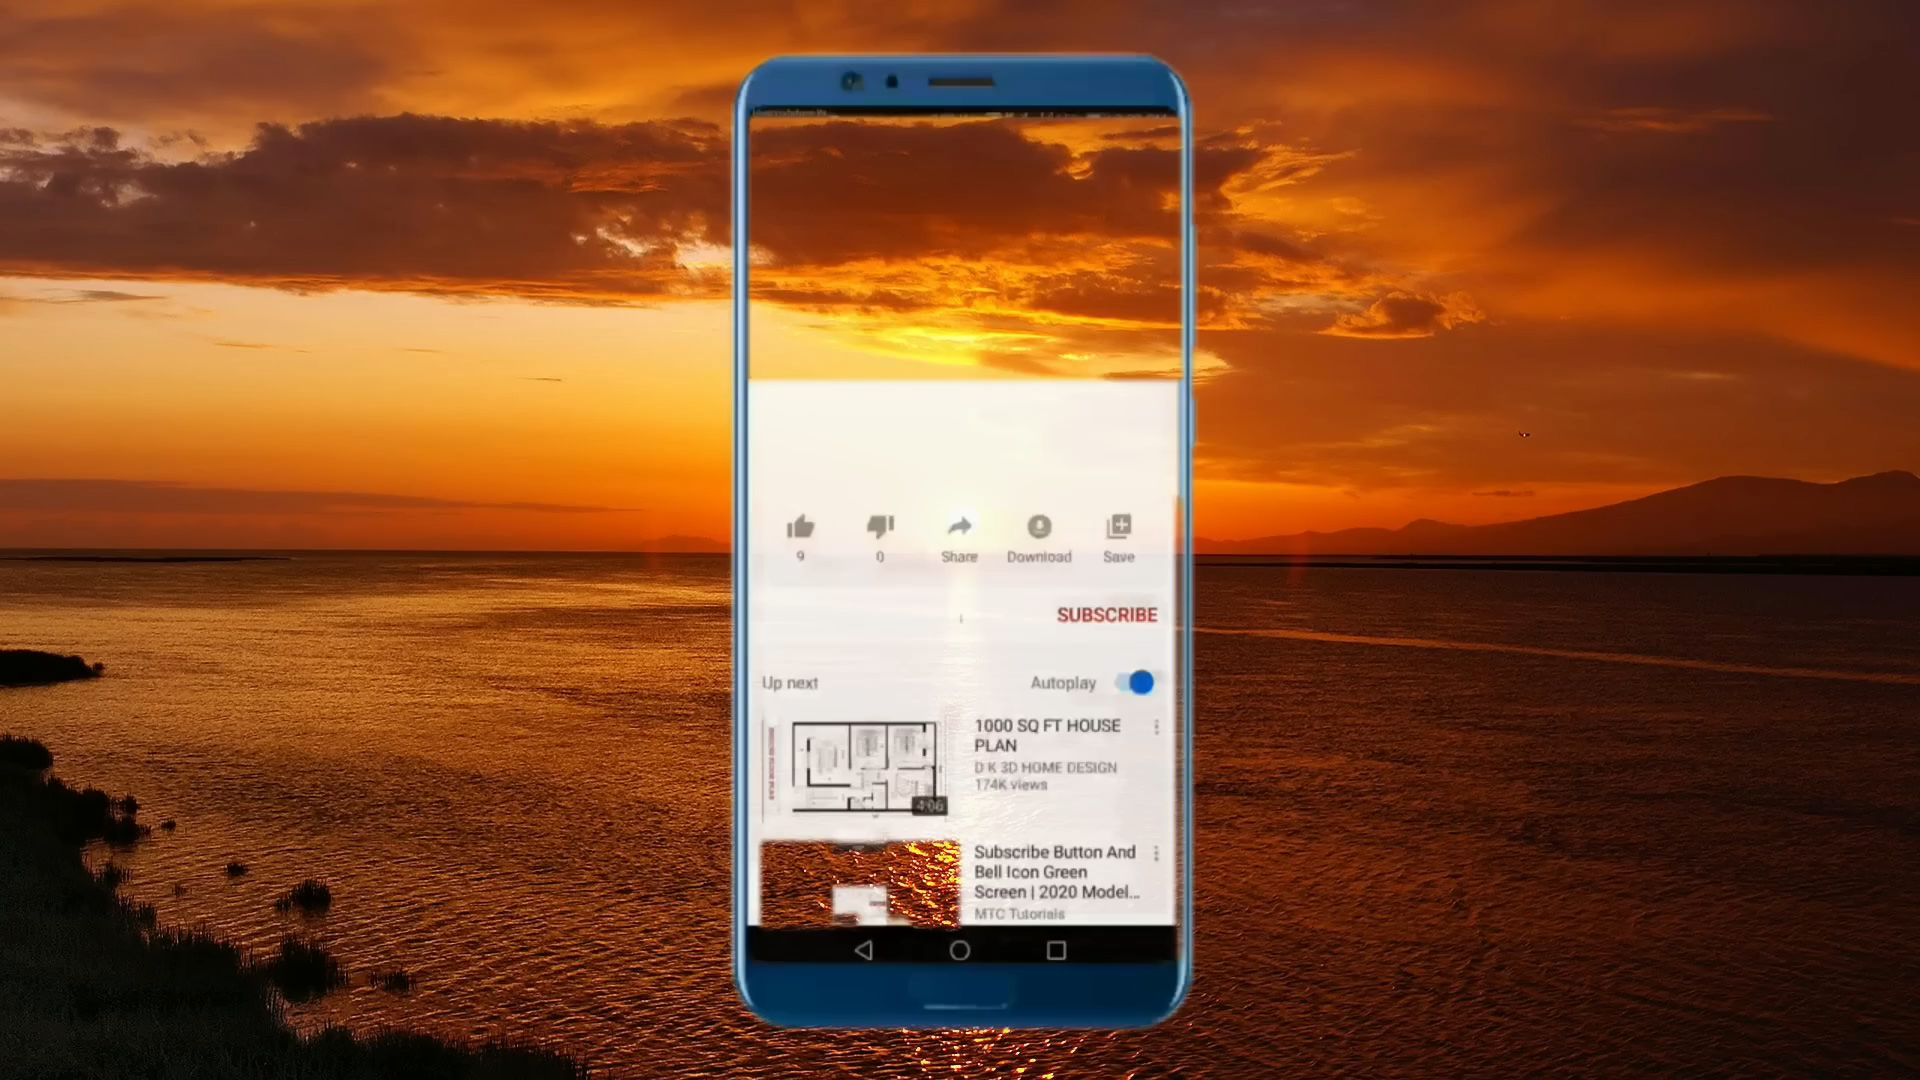 9
0
Share
Download
Save
SUBSCRIBE
Up next
Autoplay
1000 SQ FT HOUSE
PLAN
D K 3D HOME DESIGN
174K views
4:06
Subscribe Button And
Bell Icon Green
Screen | 2020 Model...
MTC Tutorials